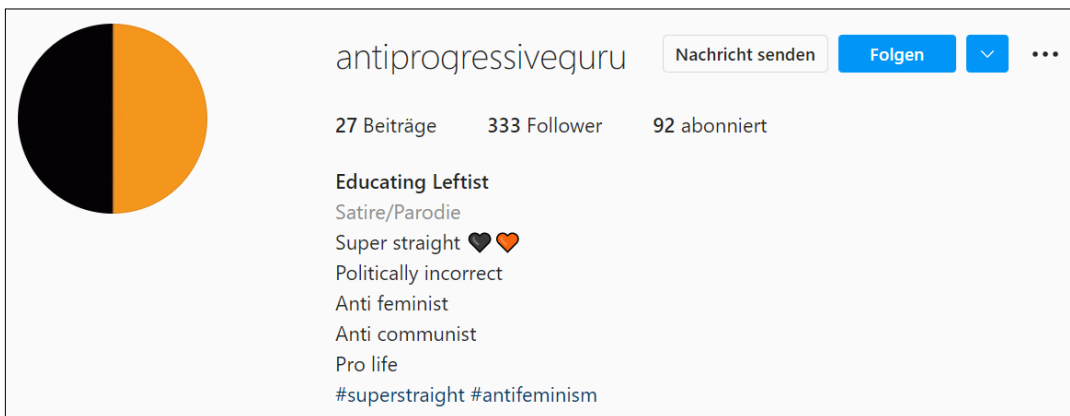 antiprogressiveguru Nachricht senden Folgen
27 Beiträge 333 Follower 92 abonniert
Educating Leftist
Satire/Parodie
Super straight 🖤🧡
Politically incorrect
Anti feminist
Anti communist
Pro life
#superstraight #antifeminism